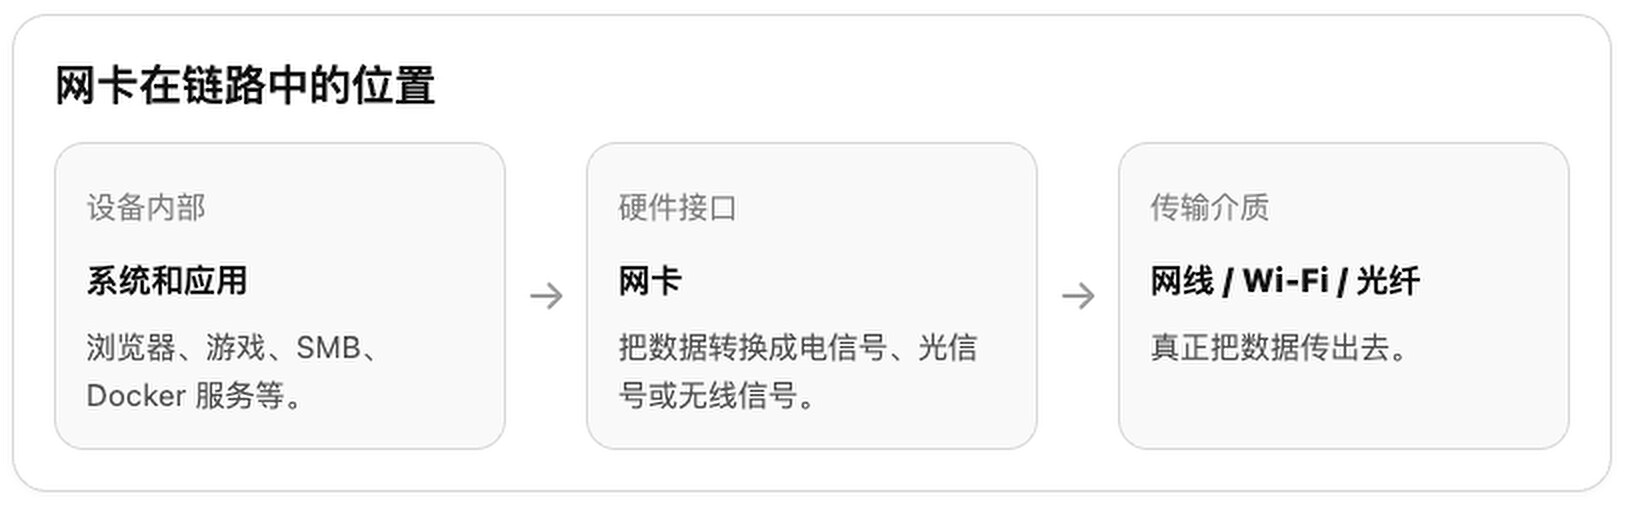 网卡在链路中的位置
设备内部
系统和应用
浏览器、游戏、SMB、
Docker 服务等。
硬件接口
网卡
把数据转换成电信号、光信
号或无线信号。
传输介质
网线 / Wi-Fi / 光纤
真正把数据传出去。